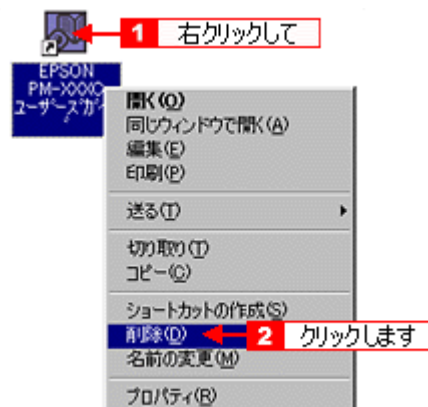 1 右クリックして
EPSON
PM-XXXC
ユーザーズガイ
開く(O)
同じウィンドウで開く(A)
編集(E)
印刷(P)
送る(T)
切り取り(T)
コピー(C)
ショートカットの作成(S)
削除(D) 2 クリックします
名前の変更(M)
プロパティ(R)